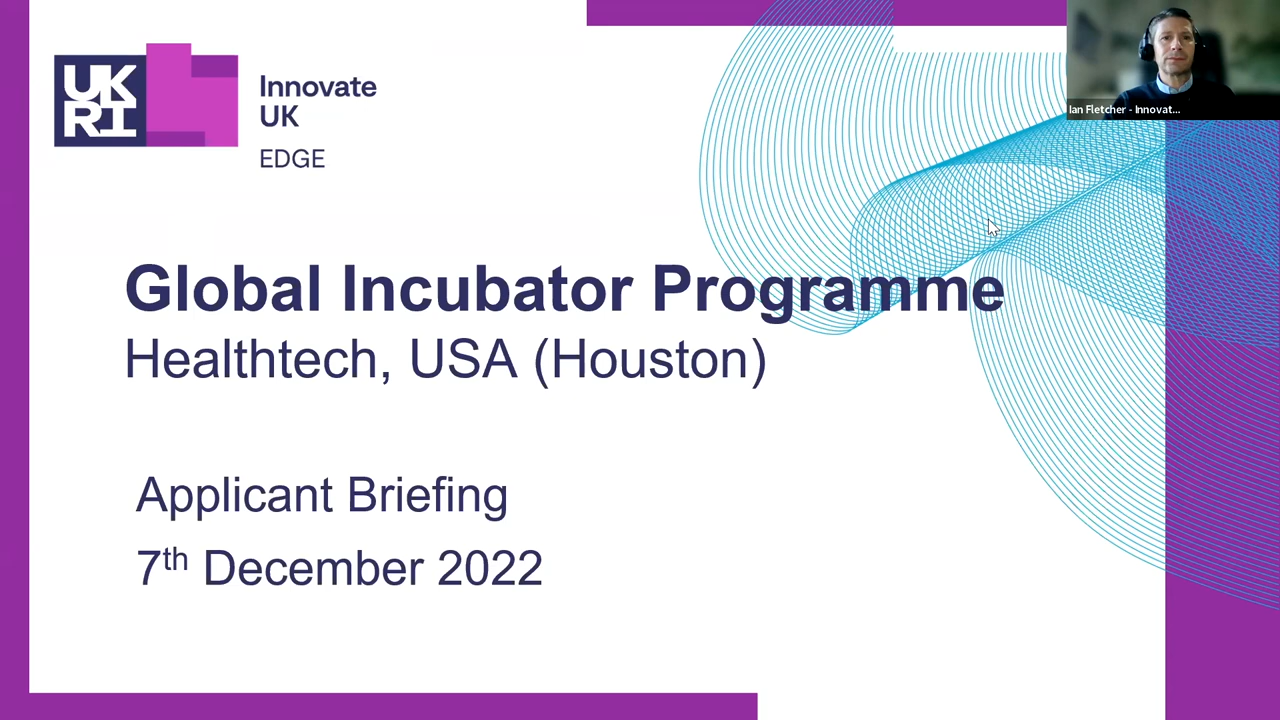 UK
RI
Innovate
UK
EDGE
Ian Fletcher - Innovat...
Global Incubator Programme
Healthtech, USA (Houston)
Applicant Briefing
7th December 2022